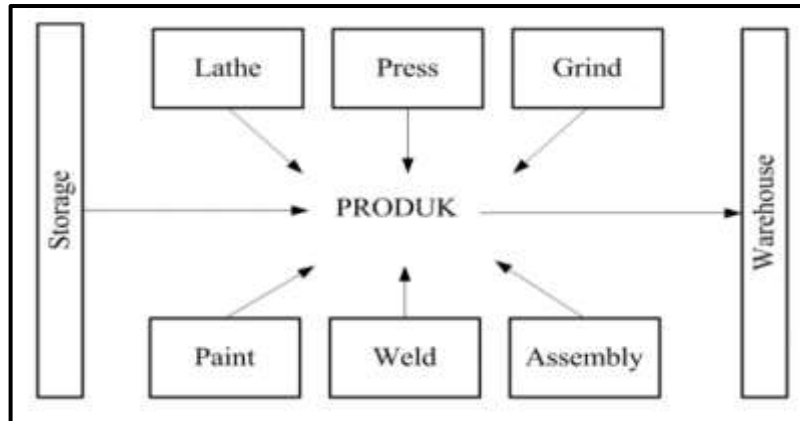 Storage
Lathe
Press
Grind
PRODUK
Paint
Weld
Assembly
Warehouse